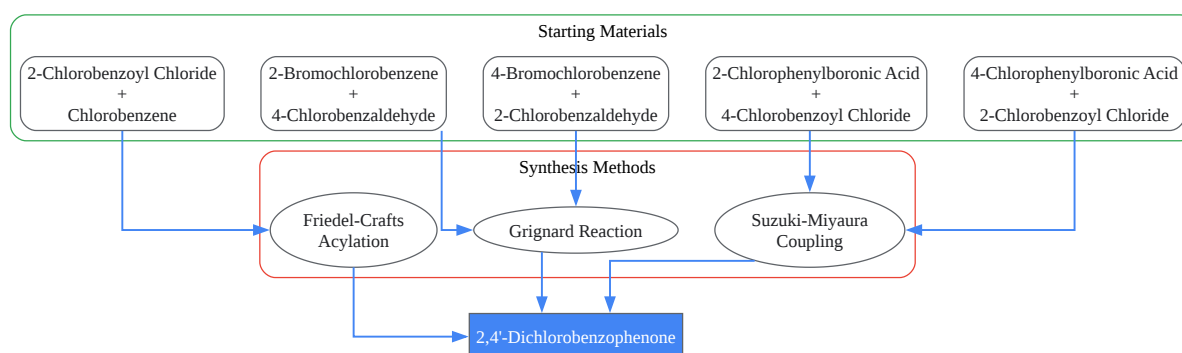 Starting Materials
2-Chlorobenzoyl Chloride
+
Chlorobenzene
2-Bromochlorobenzene
+
4-Chlorobenzaldehyde
4-Bromochlorobenzene
+
2-Chlorobenzaldehyde
2-Chlorophenylboronic Acid
+
4-Chlorobenzoyl Chloride
4-Chlorophenylboronic Acid
+
2-Chlorobenzoyl Chloride
Synthesis Methods
Friedel-Crafts
Acylation
Grignard Reaction
Suzuki-Miyaura
Coupling
2,4'-Dichlorobenzophenone